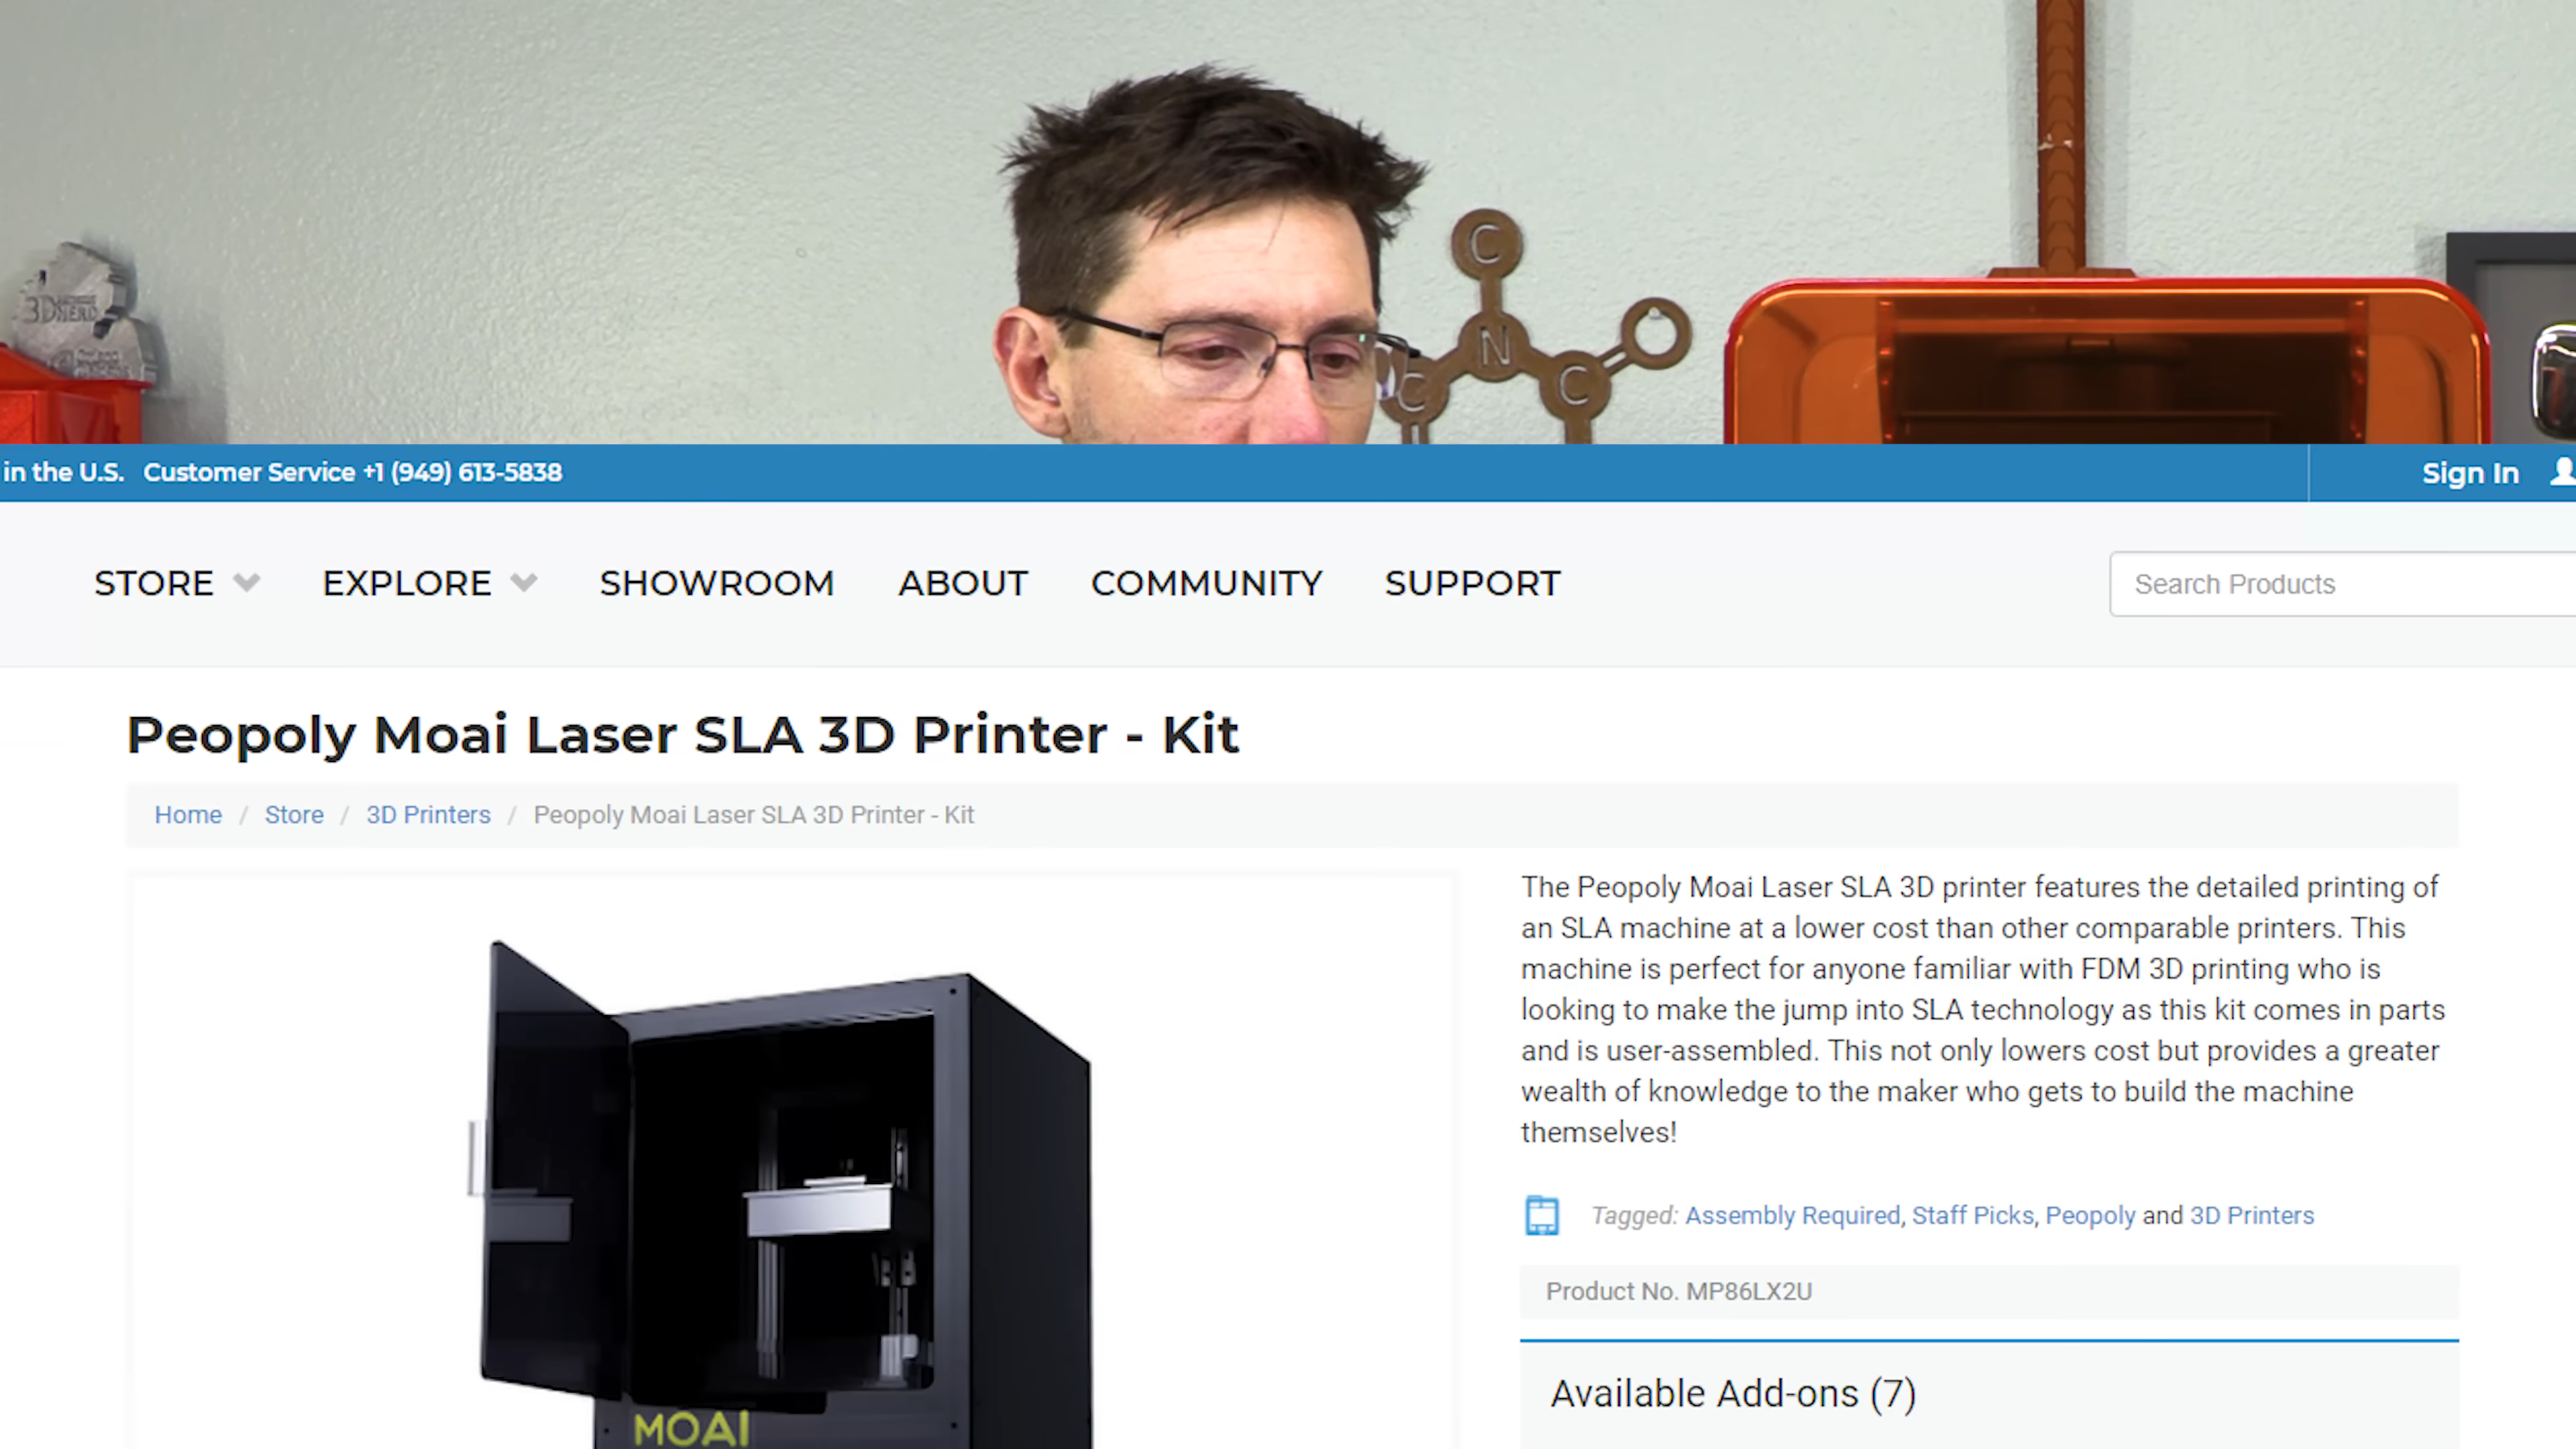 3D
NERD
C
N
C
C
in the U.S. Customer Service +1 (949) 613-5838
Sign In
STORE EXPLORE SHOWROOM ABOUT COMMUNITY SUPPORT
Search Products
Peopoly Moai Laser SLA 3D Printer - Kit
Home / Store / 3D Printers / Peopoly Moai Laser SLA 3D Printer - Kit
The Peopoly Moai Laser SLA 3D printer features the detailed printing of
an SLA machine at a lower cost than other comparable printers. This
machine is perfect for anyone familiar with FDM 3D printing who is
looking to make the jump into SLA technology as this kit comes in parts
and is user-assembled. This not only lowers cost but provides a greater
wealth of knowledge to the maker who gets to build the machine
themselves!
Tagged: Assembly Required, Staff Picks, Peopoly and 3D Printers
Product No. MP86LX2U
Available Add-ons (7)
MOAI